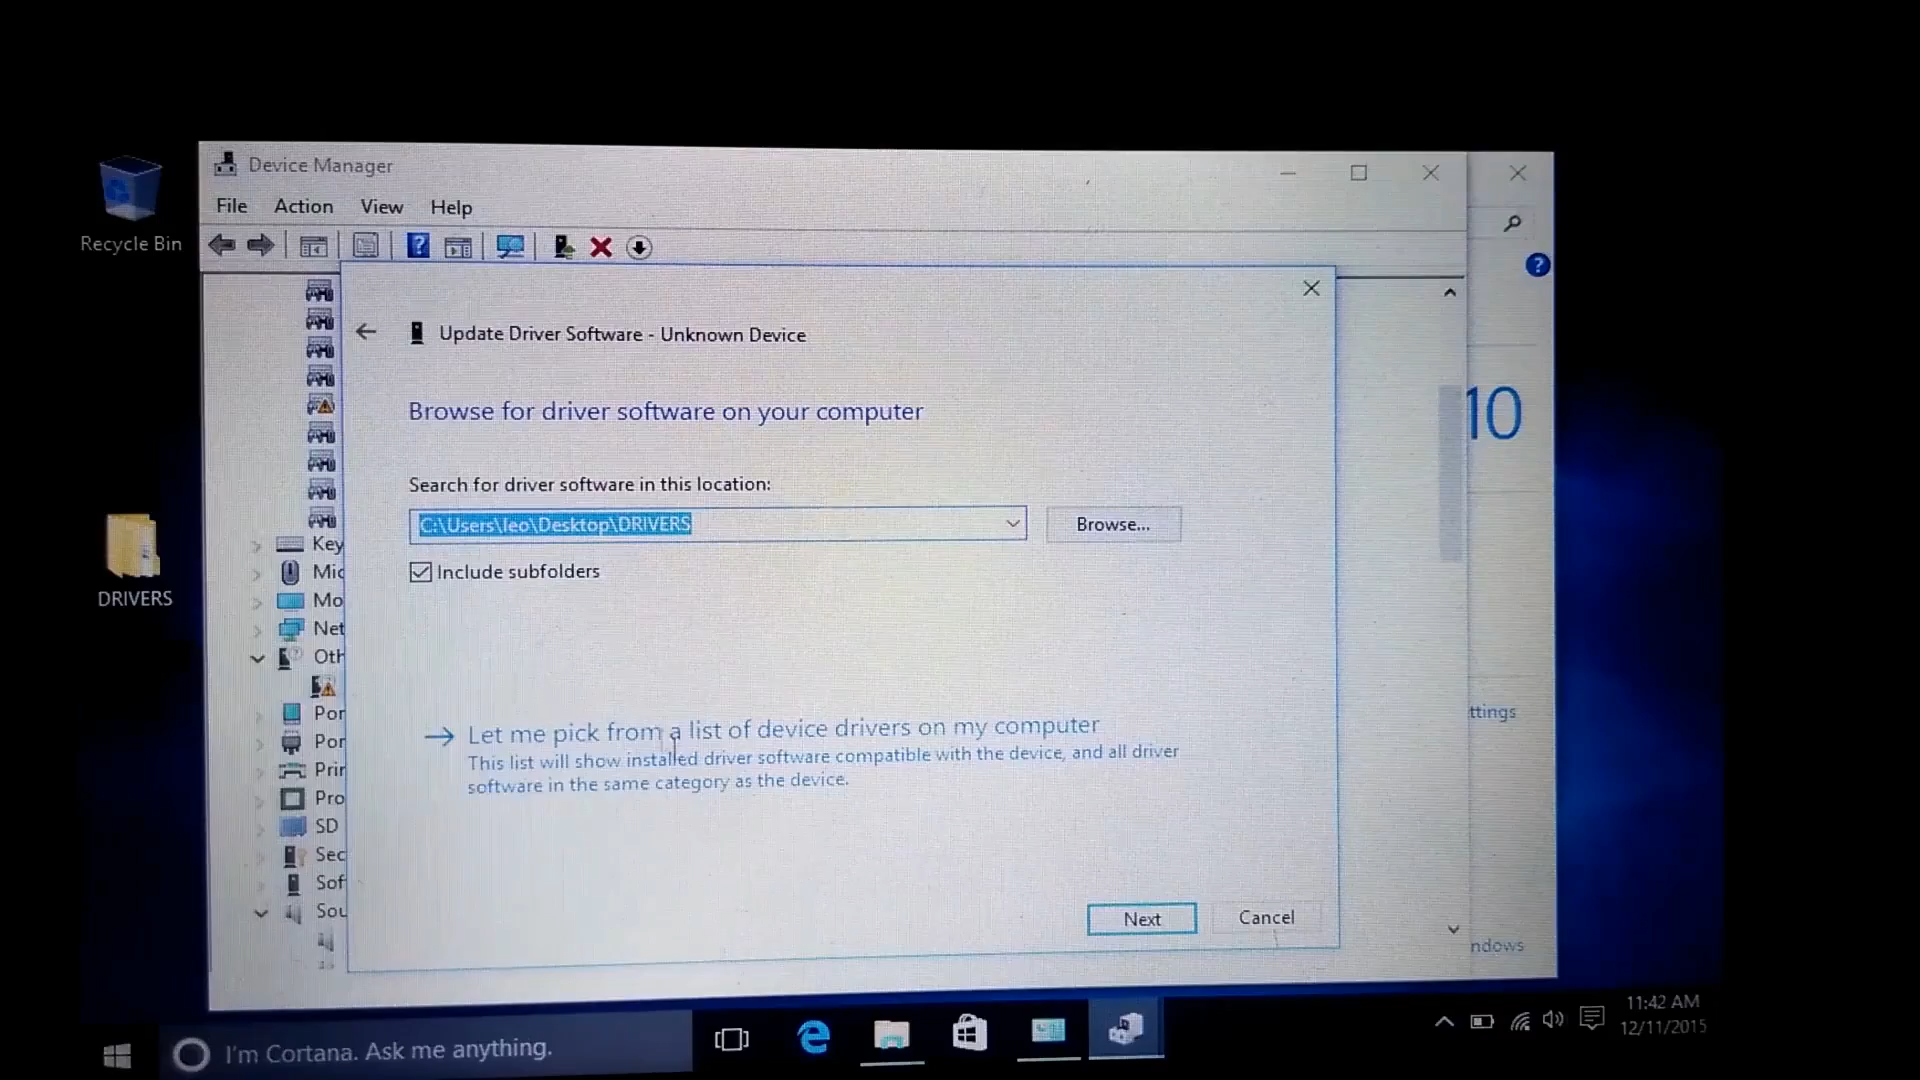 Device Manager
File Action View Help
Recycle Bin
Update Driver Software - Unknown Device
Browse for driver software on your computer
10
Search for driver software in this location:
C:\Users\leo\Desktop\DRIVERS
Browse...
Include subfolders
DRIVERS
Key
Mic
Mo
Net
Oth
Por
Por
Prin
Pro
SD
Sec
Sof
Sou
Let me pick from a list of device drivers on my computer
This list will show installed driver software compatible with the device, and all driver
software in the same category as the device.
ttings
Next
Cancel
ndows
I'm Cortana. Ask me anything.
11:42 AM
12/11/2015